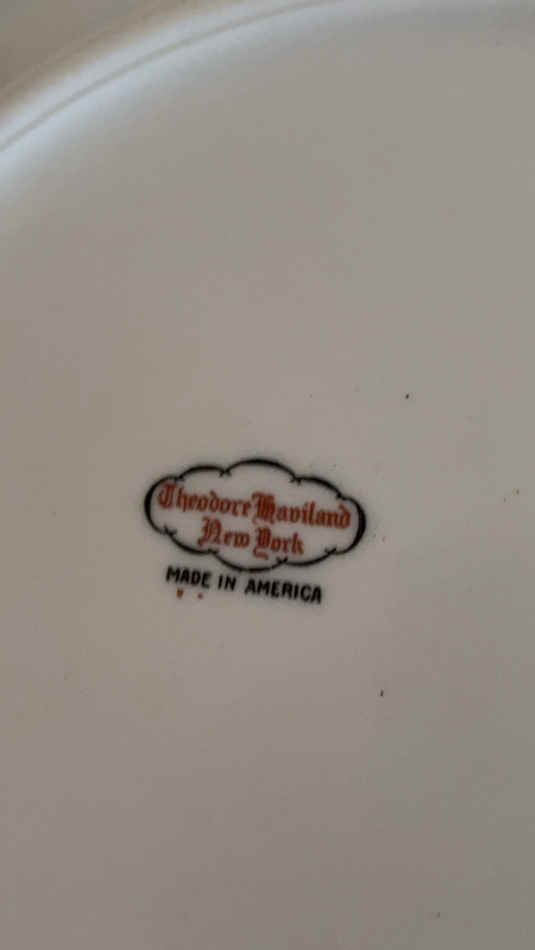 Theodore Haviland
New York
MADE IN AMERICA